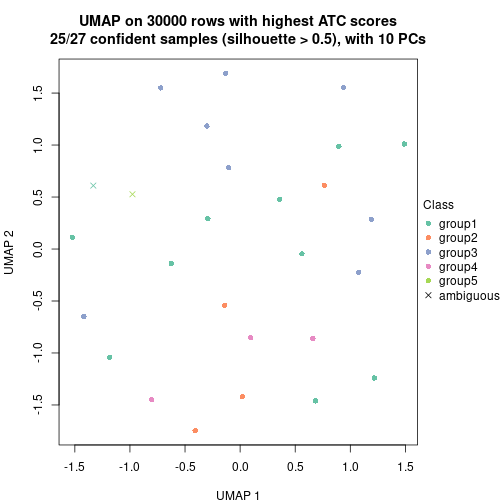 UMAP on 30000 rows with highest ATC scores
25/27 confident samples (silhouette > 0.5), with 10 PCs
1.5
1.0
0.5
0.0
-0.5
-1.0
-1.5
UMAP 2
-1.5 -1.0 -0.5 0.0 0.5 1.0 1.5
UMAP 1
Class
group1
group2
group3
group4
group5
ambiguous